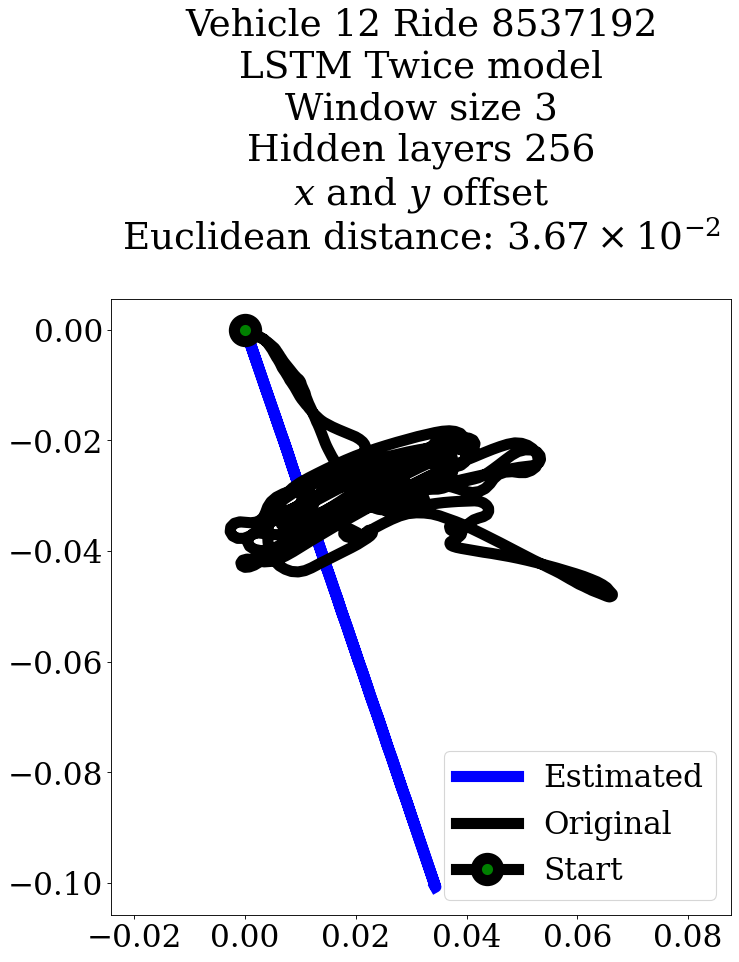 Vehicle 12 Ride 8537192
LSTM Twice model
Window size 3
Hidden layers 256
x and y offset
Euclidean distance: 3.67 × 10⁻²
0.00
−0.02
−0.04
−0.06
−0.08
−0.10
Estimated
Original
Start
−0.02 0.00 0.02 0.04 0.06 0.08